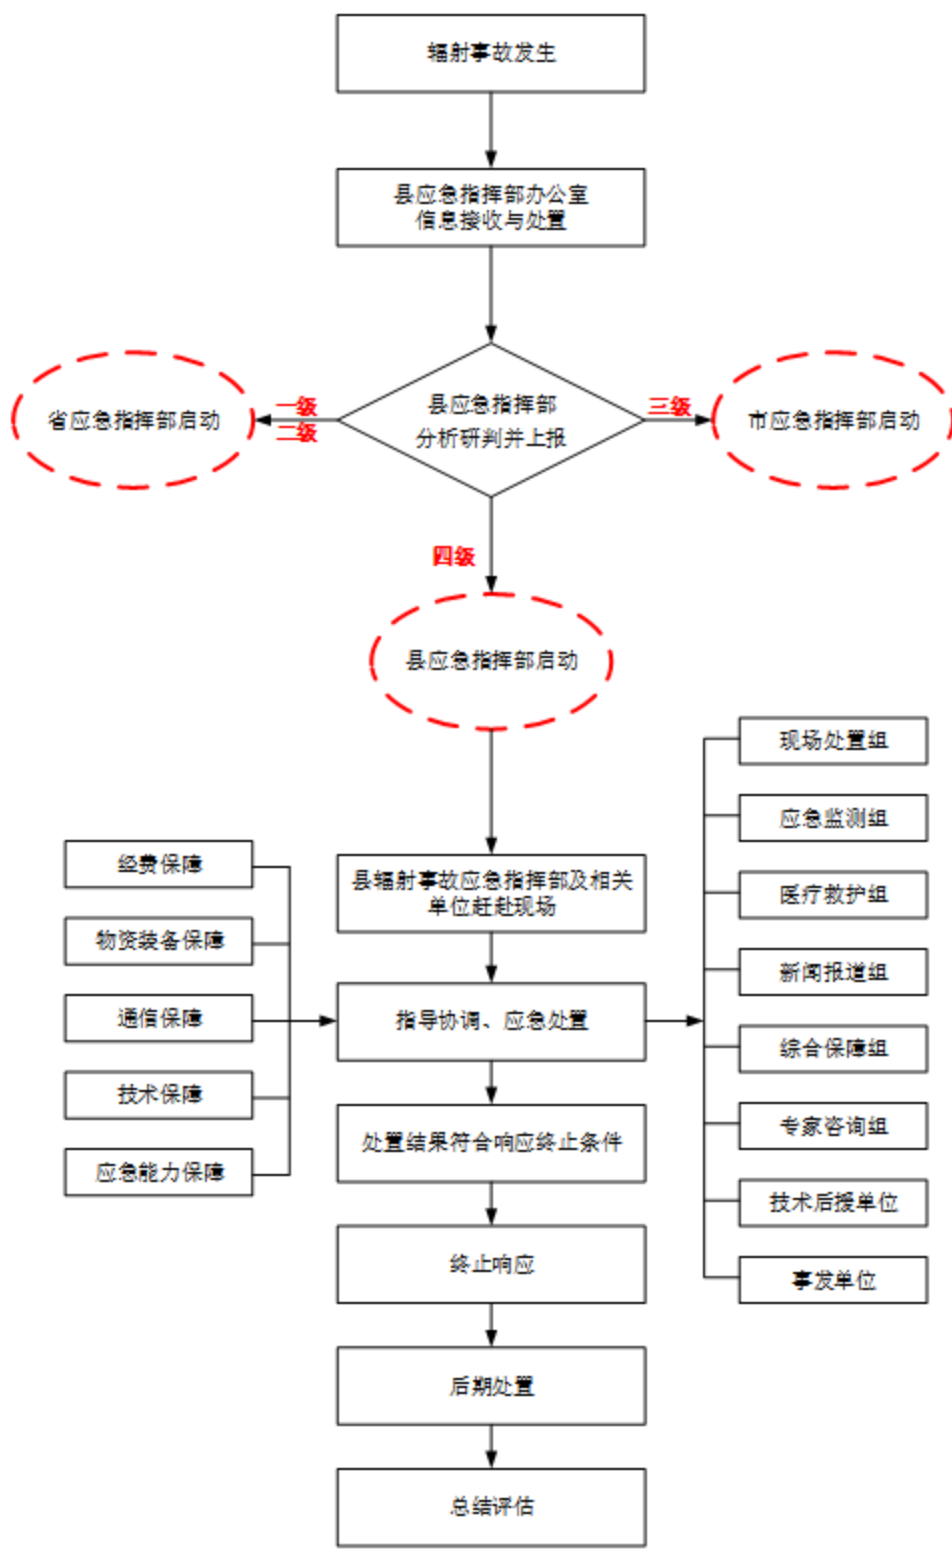 辐射事故发生
县应急指挥部办公室
信息接收与处置
县应急指挥部
分析研判并上报
一级
二级
省应急指挥部启动
三级
市应急指挥部启动
四级
县应急指挥部启动
县辐射事故应急指挥部及相关
单位赶赴现场
经费保障
物资装备保障
通信保障
技术保障
应急能力保障
指导协调、应急处置
现场处置组
应急监测组
医疗救护组
新闻报道组
综合保障组
专家咨询组
技术后援单位
事发单位
处置结果符合响应终止条件
终止响应
后期处置
总结评估